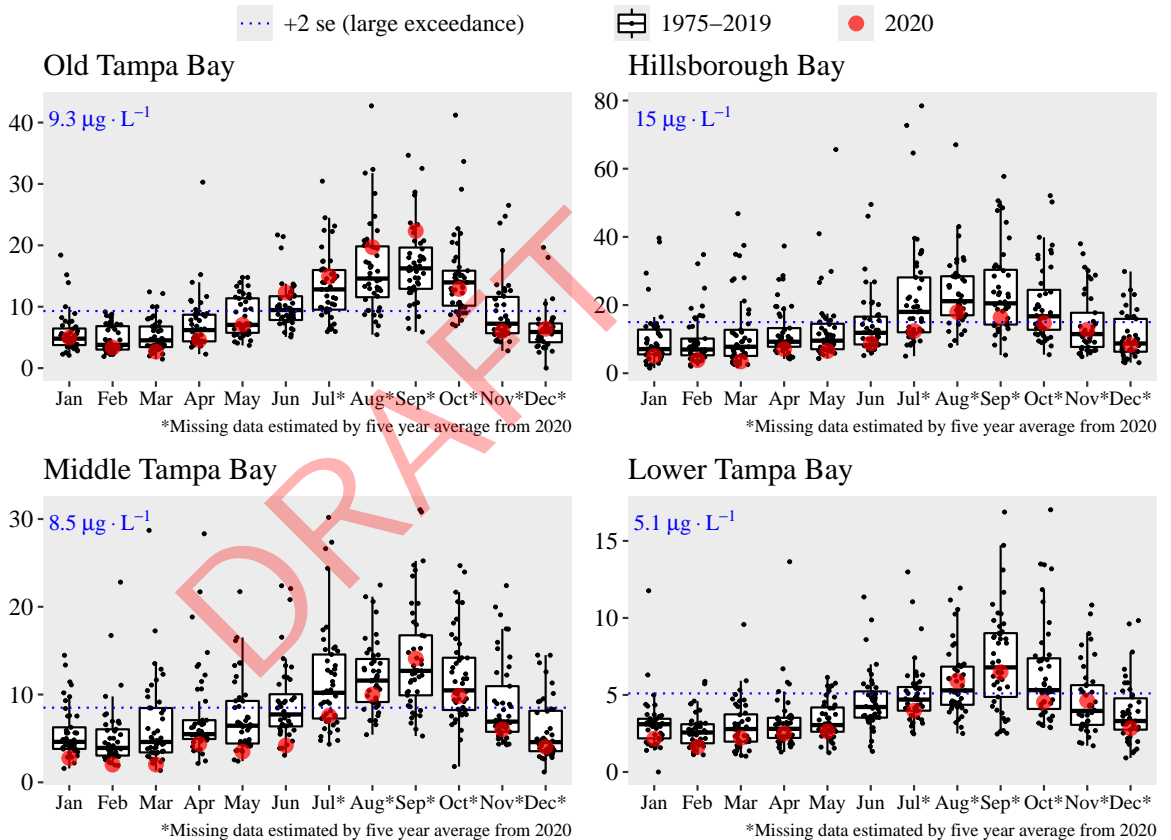 +2 se (large exceedance) 1975–2019 2020
Old Tampa Bay
9.3 μg · L⁻¹
40
30
20
10
0
Jan Feb Mar Apr May Jun Jul* Aug* Sep* Oct* Nov* Dec*
*Missing data estimated by five year average from 2020
Hillsborough Bay
15 μg · L⁻¹
80
60
40
20
0
Jan Feb Mar Apr May Jun Jul* Aug* Sep* Oct* Nov* Dec*
*Missing data estimated by five year average from 2020
Middle Tampa Bay
8.5 μg · L⁻¹
30
20
10
0
Jan Feb Mar Apr May Jun Jul* Aug* Sep* Oct* Nov* Dec*
*Missing data estimated by five year average from 2020
Lower Tampa Bay
5.1 μg · L⁻¹
15
10
5
0
Jan Feb Mar Apr May Jun Jul* Aug* Sep* Oct* Nov* Dec*
*Missing data estimated by five year average from 2020
DRAFT